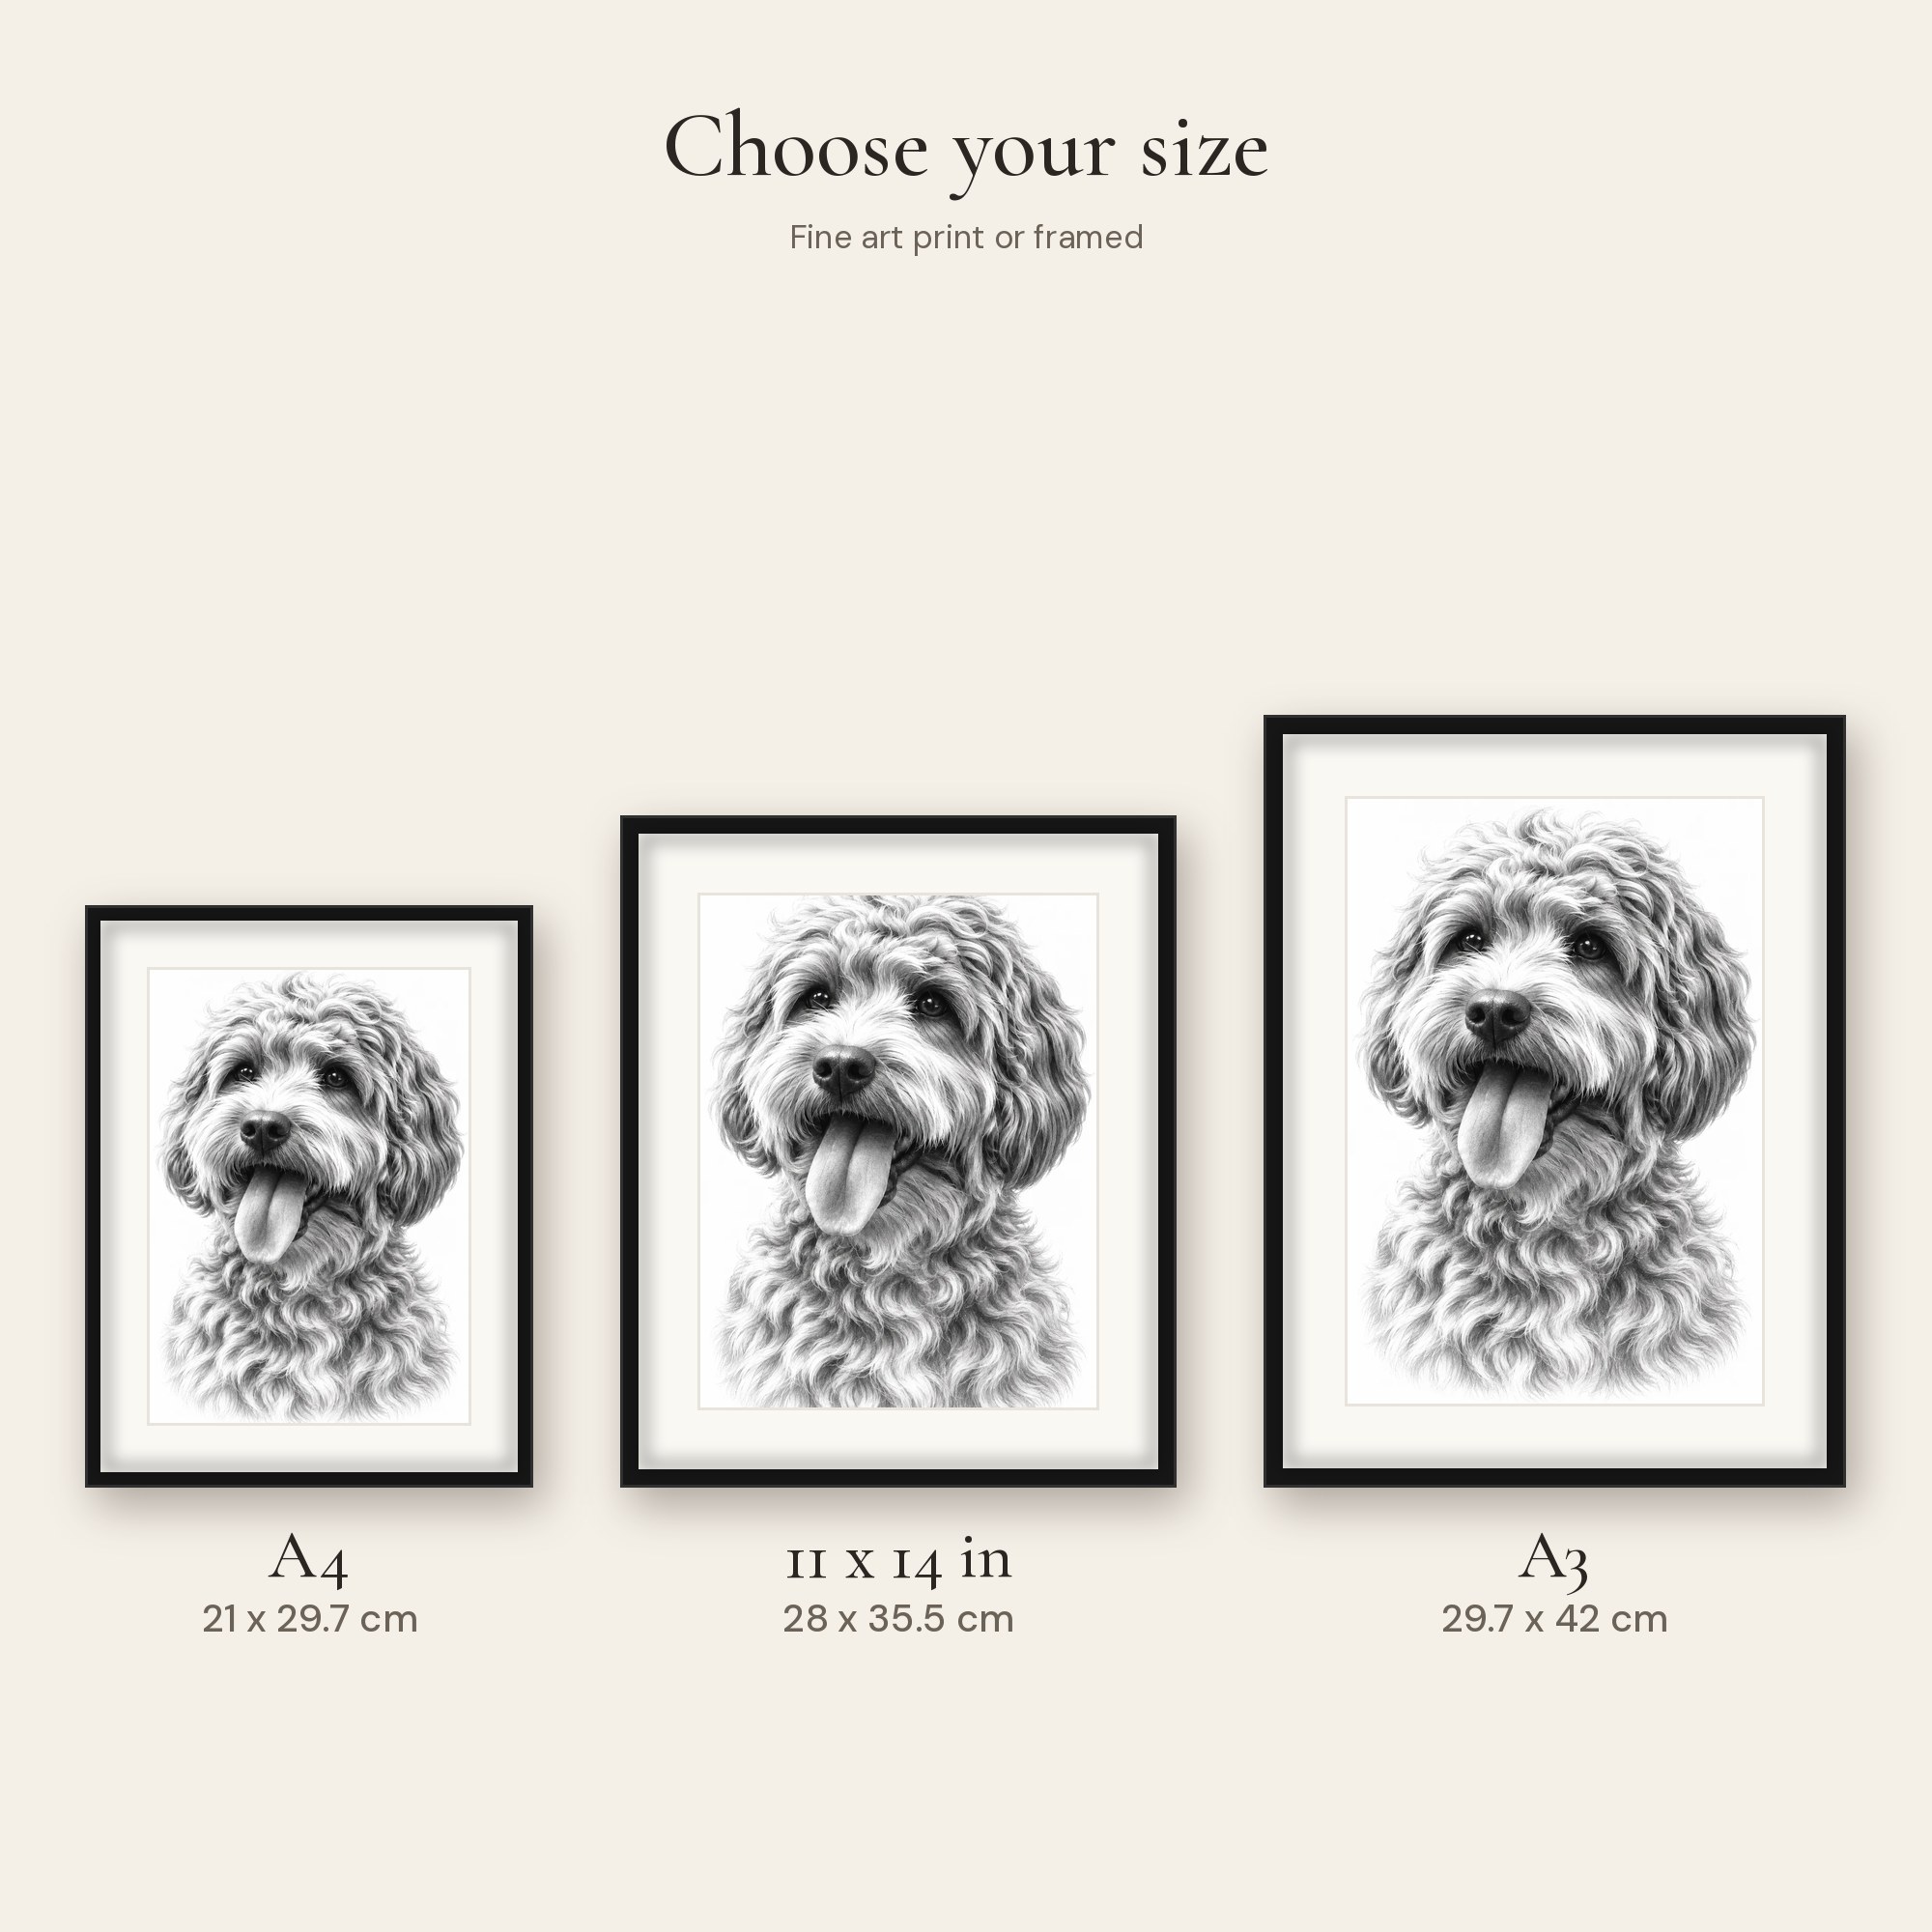 Choose your size
Fine art print or framed
A4
21 x 29.7 cm
11 x 14 in
28 x 35.5 cm
A3
29.7 x 42 cm